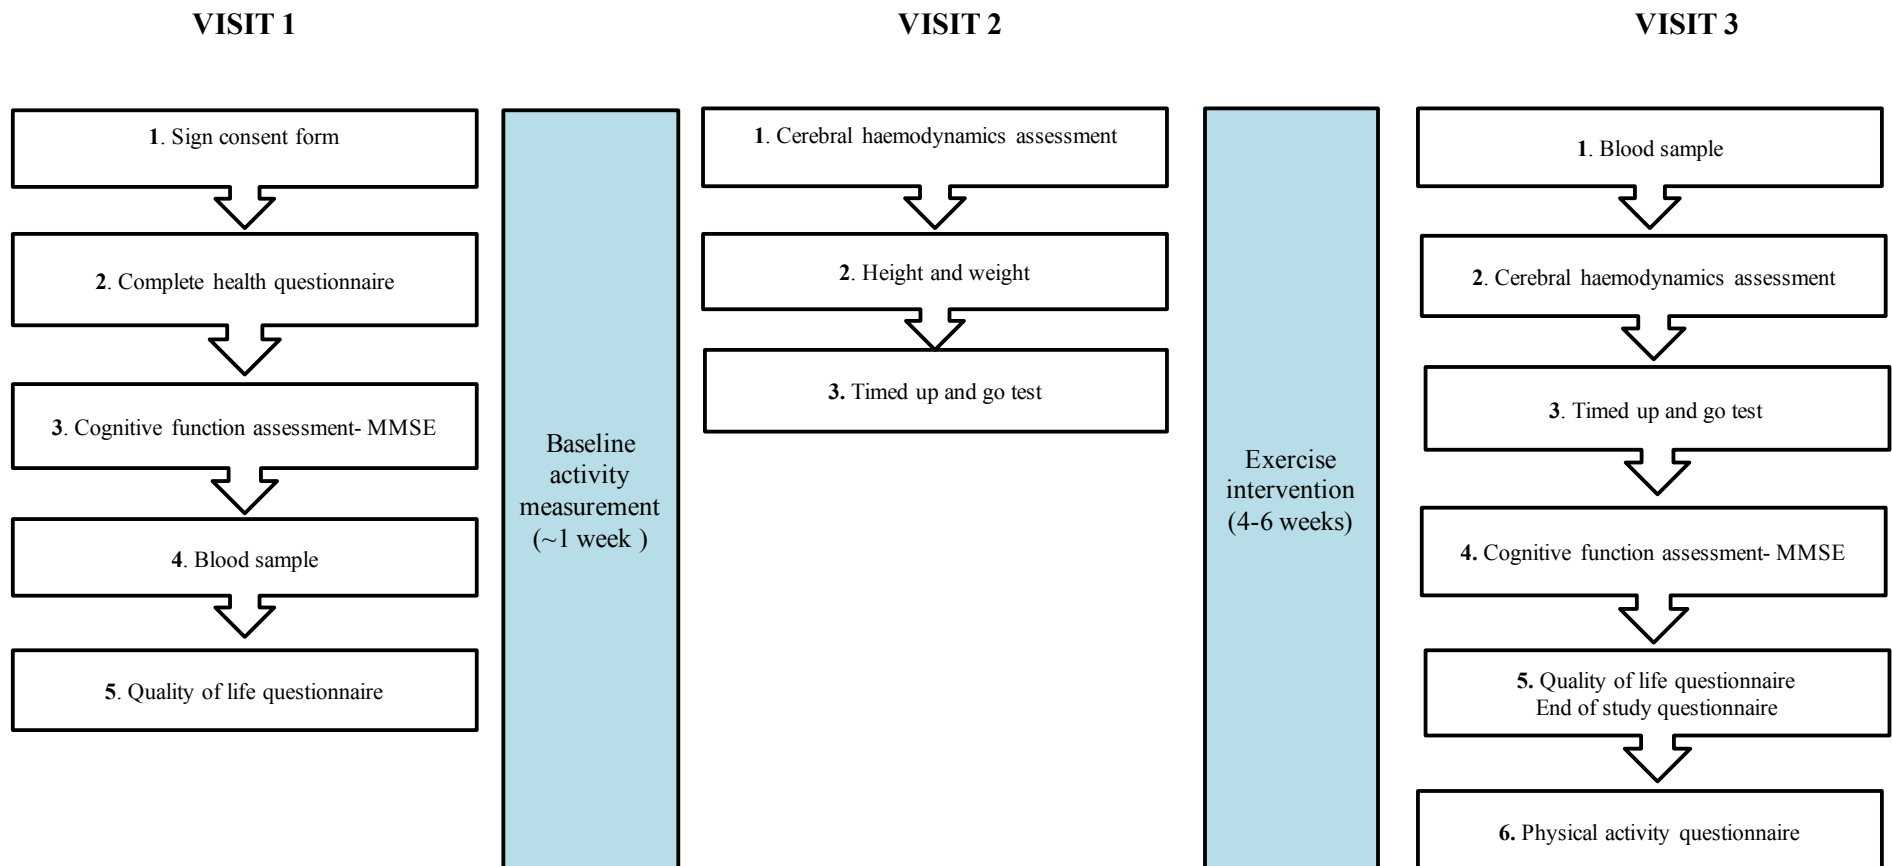 VISIT 1
1. Sign consent form
2. Complete health questionnaire
3. Cognitive function assessment- MMSE
4. Blood sample
5. Quality of life questionnaire
Baseline
activity
measurement
(~1 week )
VISIT 2
1. Cerebral haemodynamics assessment
2. Height and weight
3. Timed up and go test
Exercise
intervention
(4-6 weeks)
VISIT 3
1. Blood sample
2. Cerebral haemodynamics assessment
3. Timed up and go test
4. Cognitive function assessment- MMSE
5. Quality of life questionnaire
End of study questionnaire
6. Physical activity questionnaire